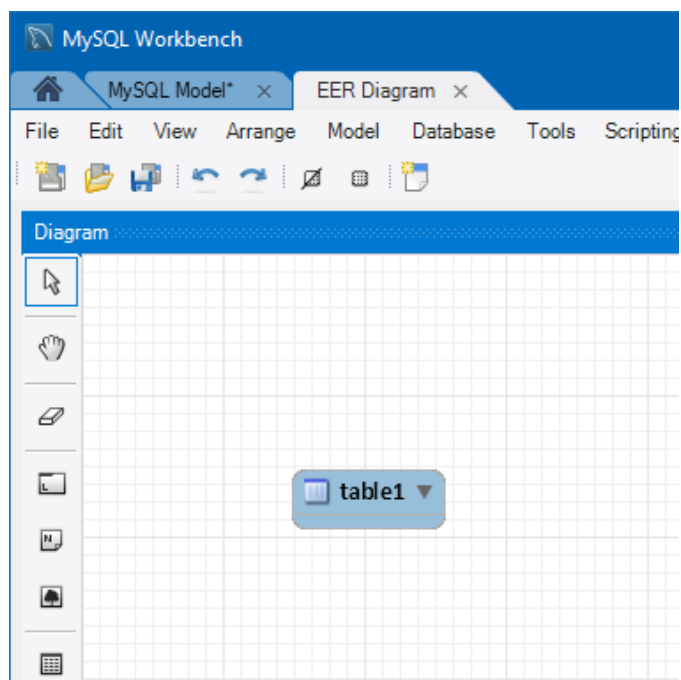 MySQL Workbench
MySQL Model* × EER Diagram ×
File Edit View Arrange Model Database Tools Scripting
Diagram
L
N
table1